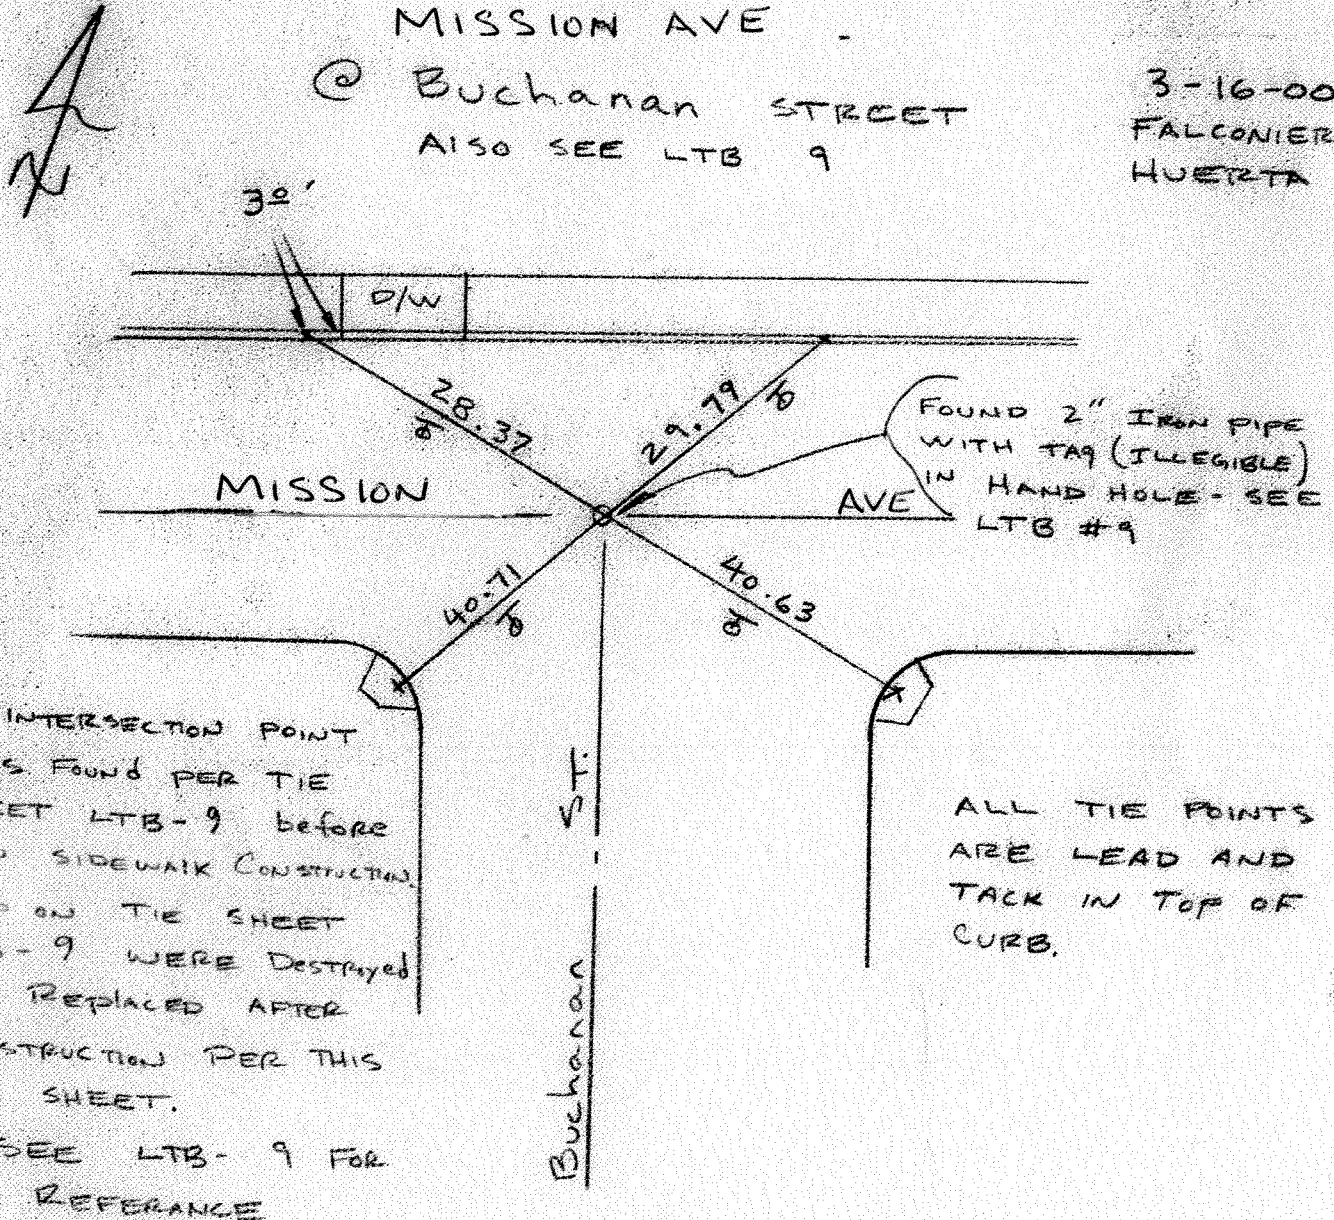 MISSION AVE
@ Buchanan STREET
ALSO SEE LTB 9
3-16-00
FALCONIER
HUERTA
N
3º'
D/W
28.37
29.79
FOUND 2" IRON PIPE
WITH TAG (ILLEGIBLE)
IN HAND HOLE - SEE
LTB #9
MISSION AVE
40.71
40.63
INTERSECTION POINT
S FOUNd PER TIE
EET LTB-9 before
SIDEWALK CONSTRUCTION.
ON TIE SHEET
-9 WERE DESTROyed
REPLACED AFTER
STRUCTION PER THIS
SHEET.
SEE LTB-9 FOR
REFERANCE
ST.
Buchanan
ALL TIE POINTS
ARE LEAD AND
TACK IN TOP OF
CURB.